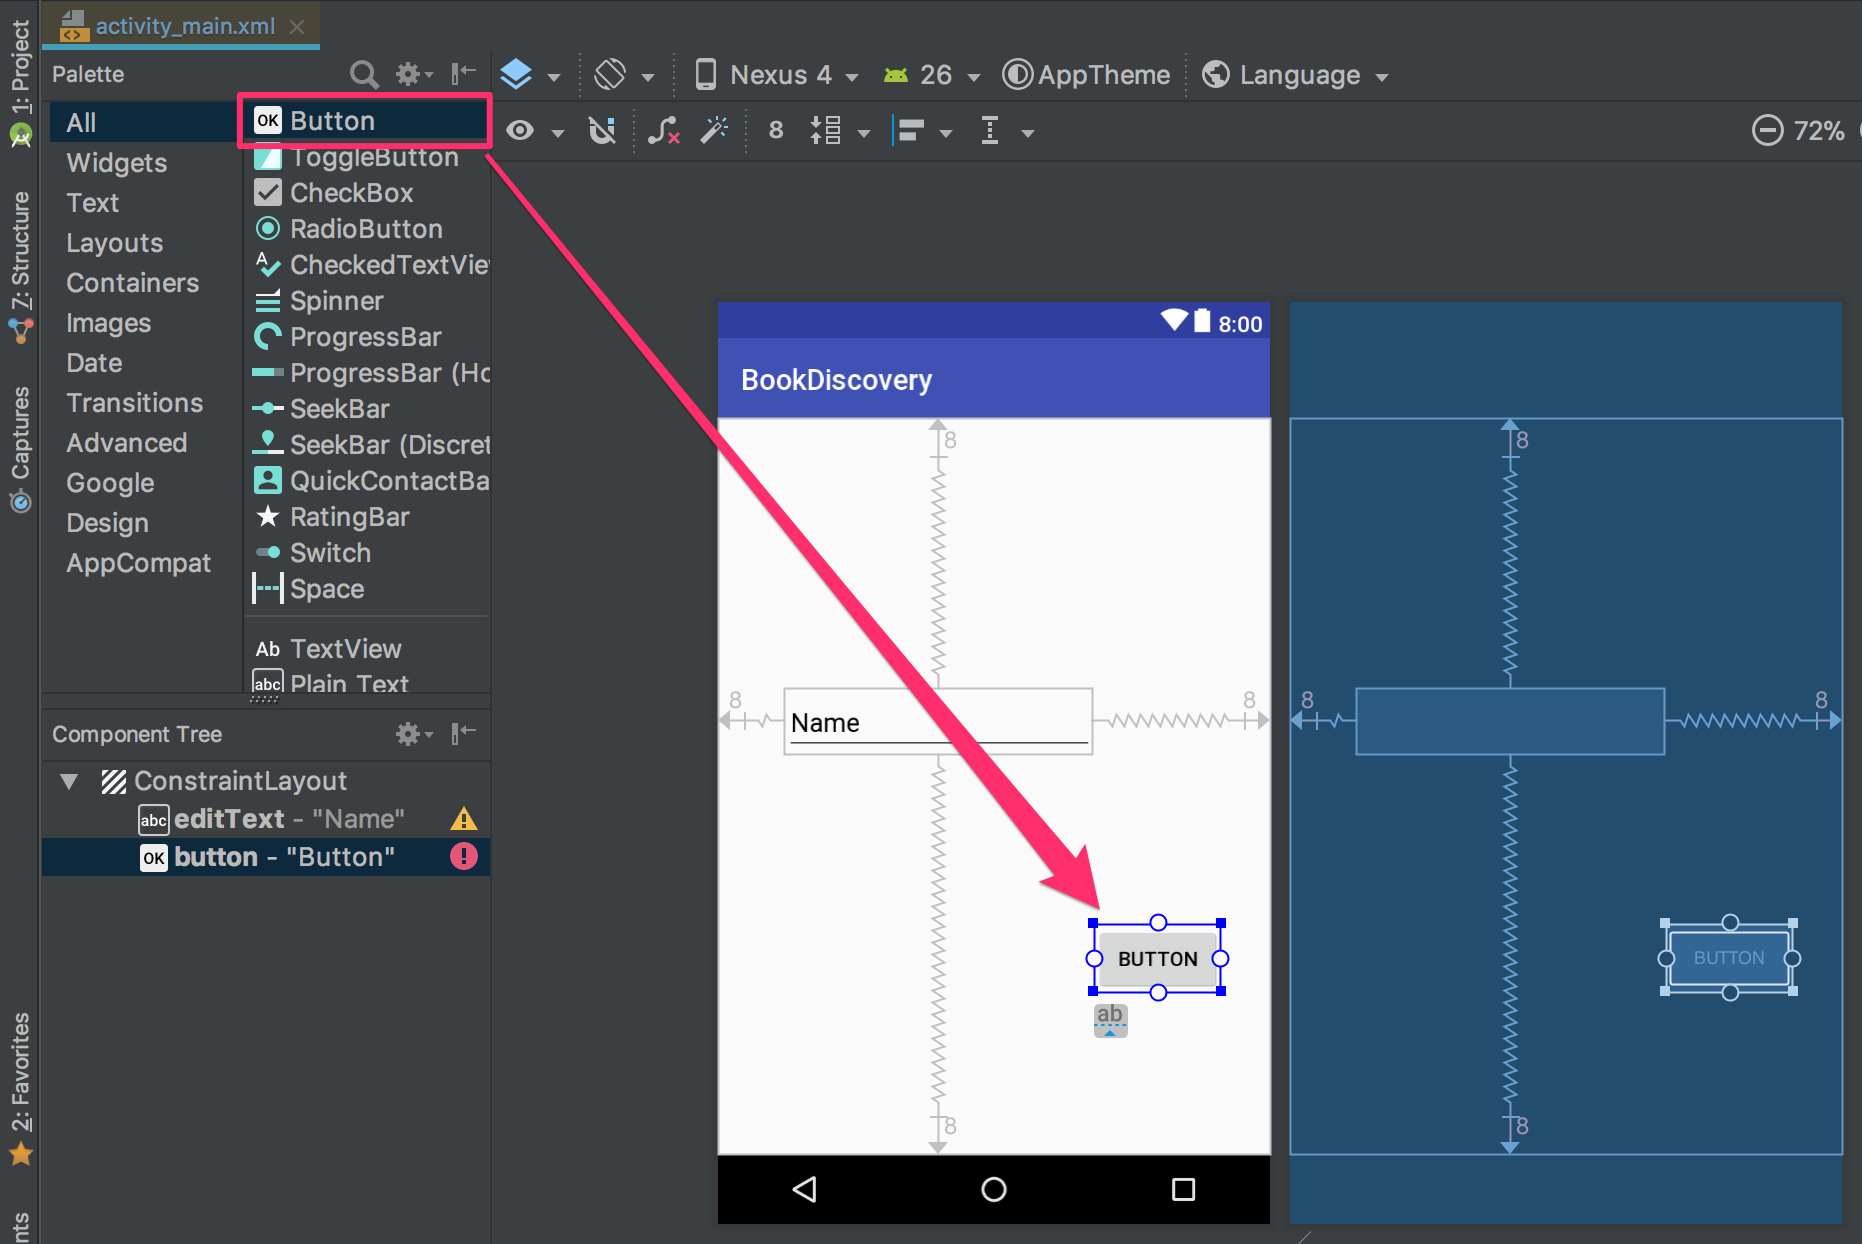 activity_main.xml
1: Project
7: Structure
Captures
2: Favorites
nts
Palette
All
Widgets
Text
Layouts
Containers
Images
Date
Transitions
Advanced
Google
Design
AppCompat
OK Button
ToggleButton
CheckBox
RadioButton
CheckedTextVie
Spinner
ProgressBar
ProgressBar (Ho
SeekBar
SeekBar (Discret
QuickContactBa
RatingBar
Switch
Space
Ab TextView
abc Plain Text
Component Tree
ConstraintLayout
abc editText - "Name"
OK button - "Button"
Nexus 4
26
AppTheme
Language
8
72%
8:00
BookDiscovery
8
8
Name
8
BUTTON
ab
8
8
8
8
BUTTON
8